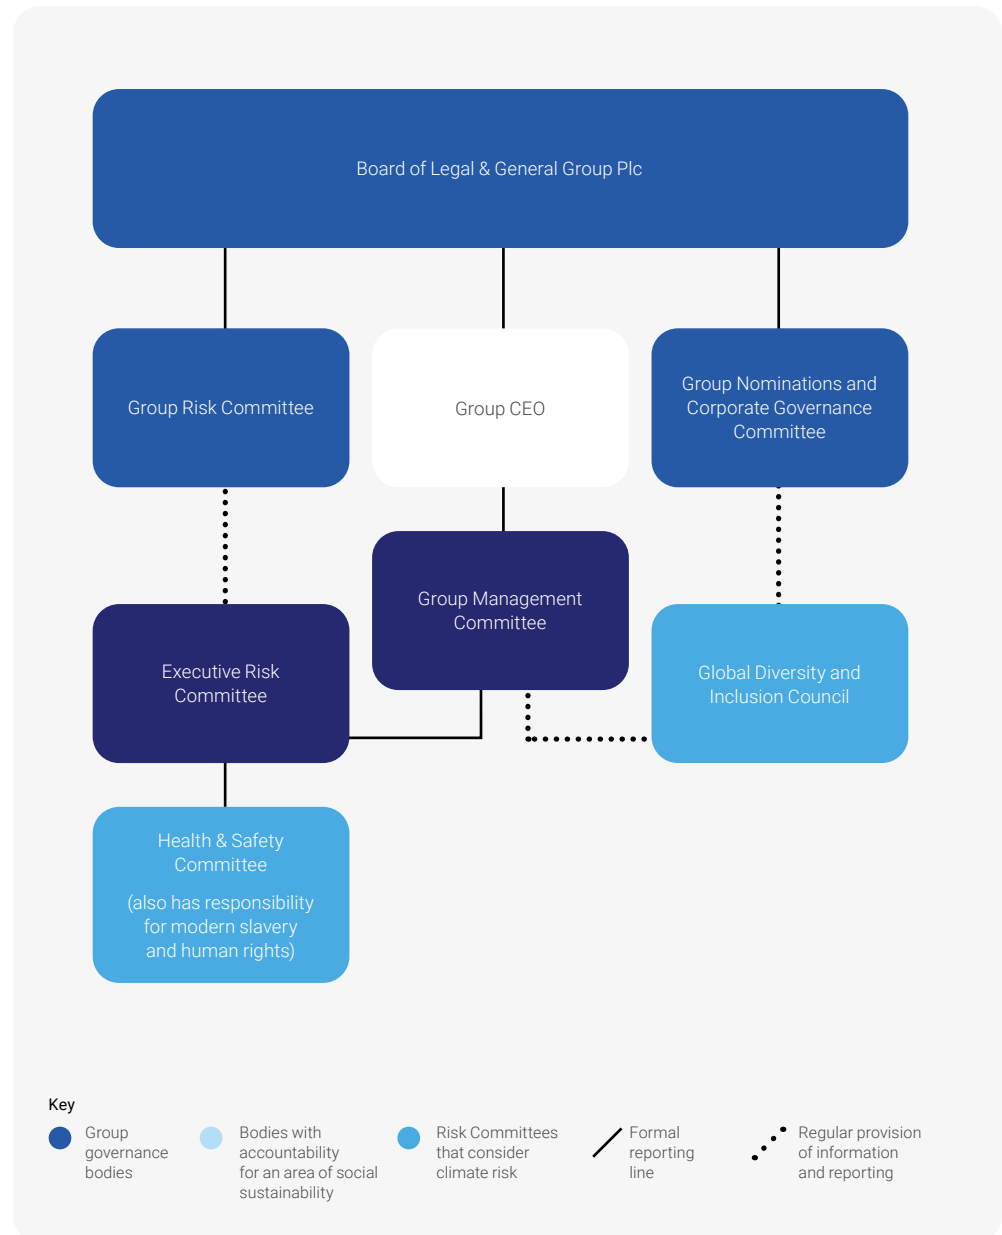 Board of Legal & General Group Plc
Group Risk Committee
Group CEO
Group Nominations and
Corporate Governance
Committee
Group Management
Committee
Executive Risk
Committee
Global Diversity and
Inclusion Council
Health & Safety
Committee
(also has responsibility
for modern slavery
and human rights)
Key
Group
governance
bodies
Bodies with
accountability
for an area of social
sustainability
Risk Committees
that consider
climate risk
Formal
reporting
line
Regular provision
of information
and reporting